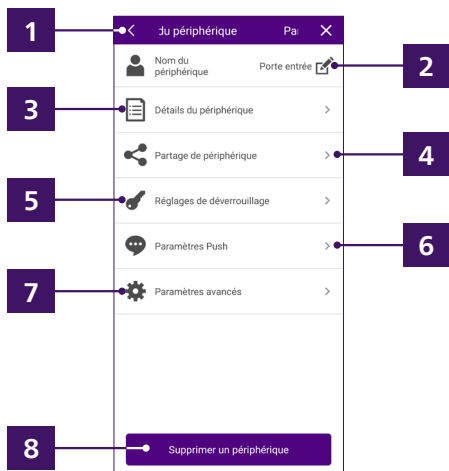 1
du périphérique
Pa
2
Nom du
périphérique
Porte entrée
3
Détails du périphérique
4
Partage de périphérique
5
Réglages de déverrouillage
6
Paramètres Push
7
Paramètres avancés
8
Supprimer un périphérique